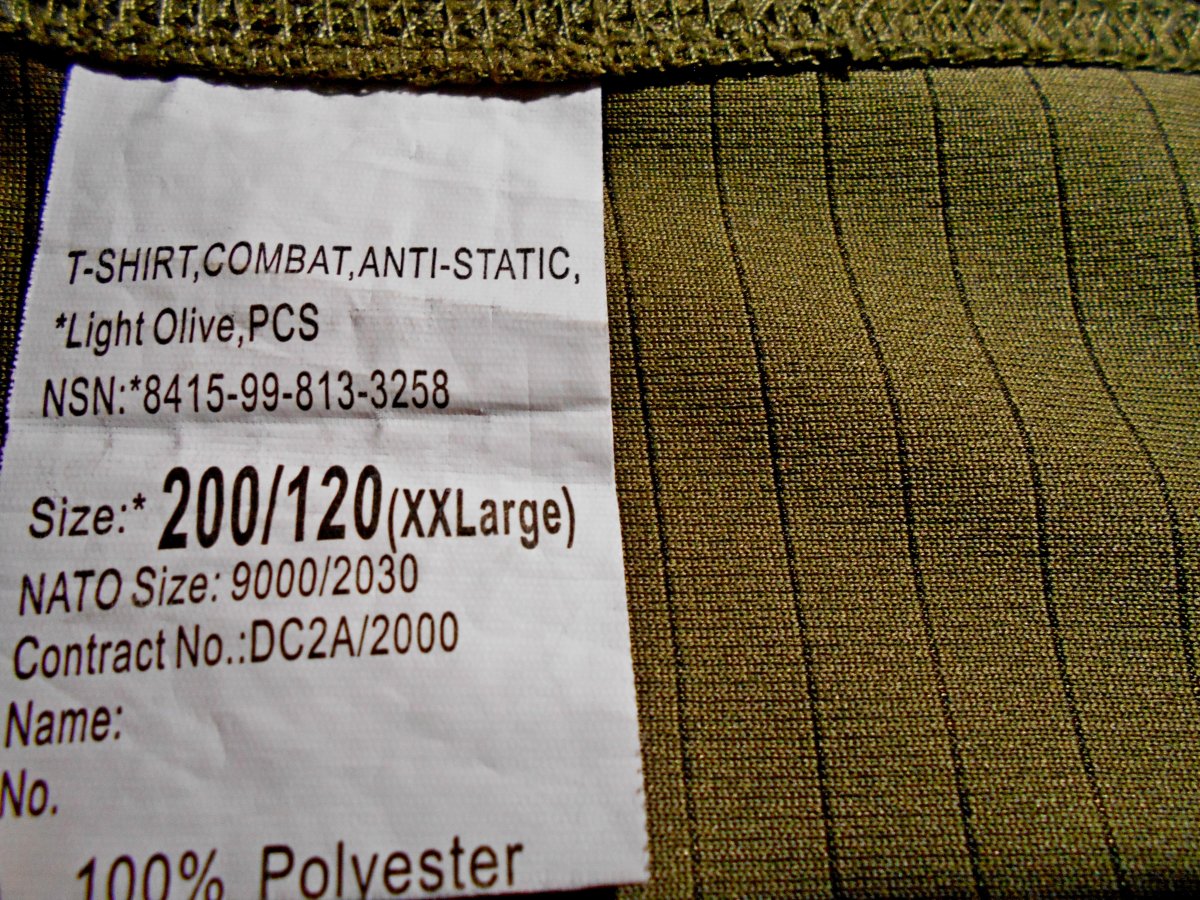 T-SHIRT,COMBAT,ANTI-STATIC,
*Light Olive,PCS
NSN:*8415-99-813-3258
Size:* 200/120(XXLarge)
NATO Size: 9000/2030
Contract No.:DC2A/2000
Name:
No.
100% Polyester